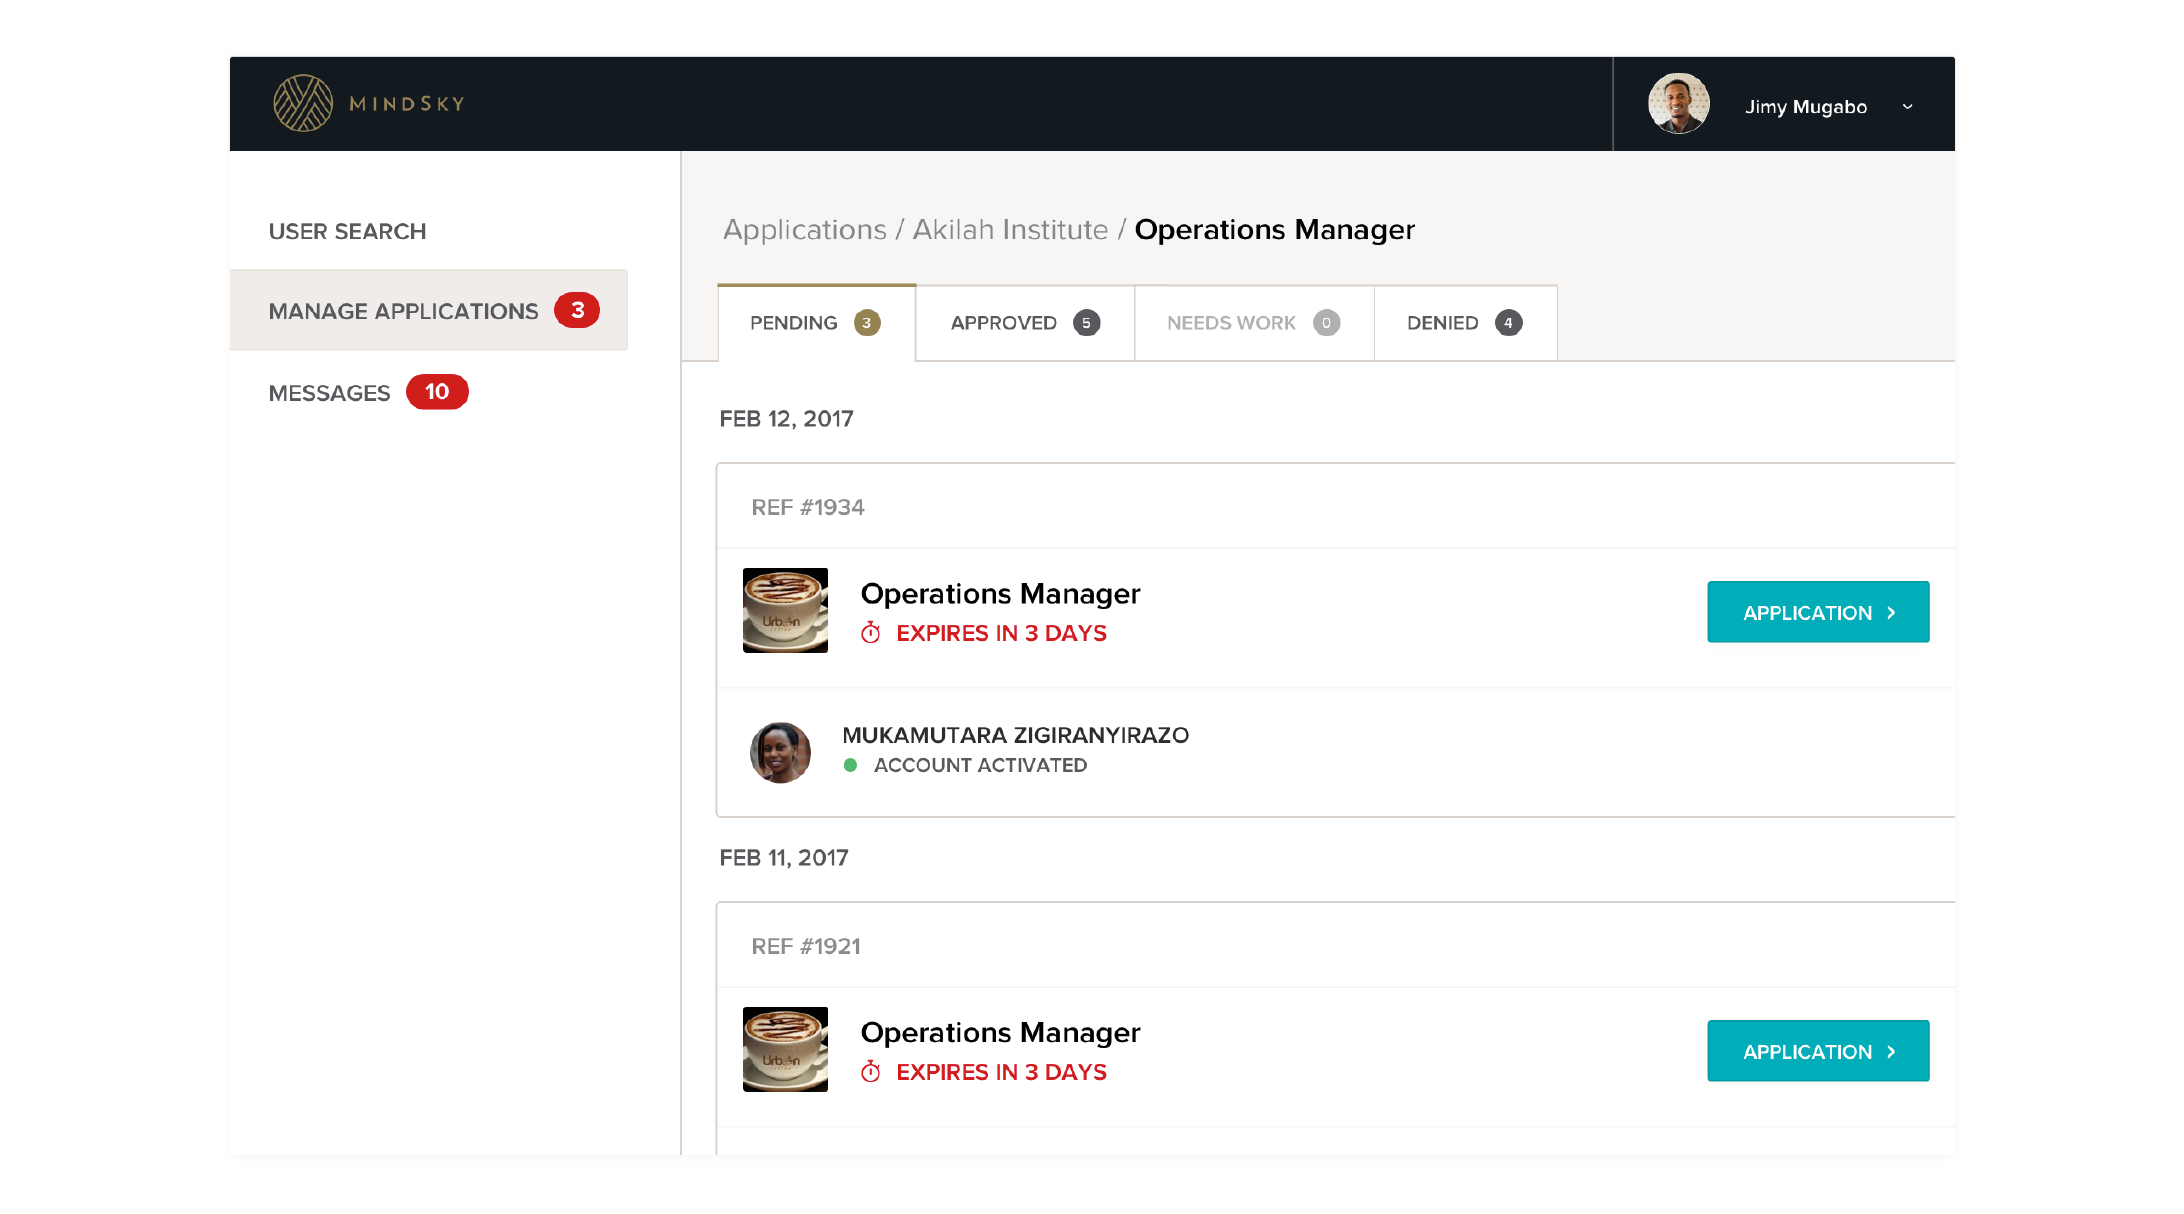 MINDSKY
Jimy Mugabo
USER SEARCH
MANAGE APPLICATIONS 3
MESSAGES 10
Applications / Akilah Institute / Operations Manager
PENDING 3
APPROVED 5
NEEDS WORK 0
DENIED 4
FEB 12, 2017
REF #1934
Urban
Operations Manager
EXPIRES IN 3 DAYS
APPLICATION
MUKAMUTARA ZIGIRANYIRAZO
ACCOUNT ACTIVATED
FEB 11, 2017
REF #1921
Urban
Operations Manager
EXPIRES IN 3 DAYS
APPLICATION